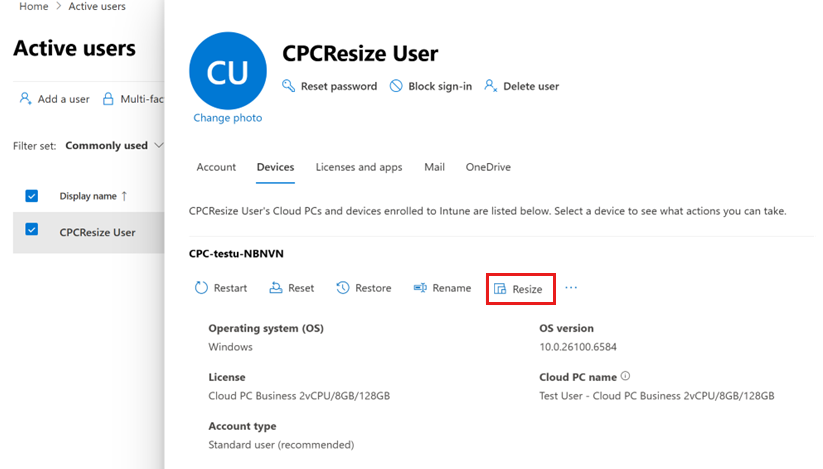 Home > Active users
Active users
Add a user Multi-fac
Filter set: Commonly used
Display name ↑
CPCResize User
CU
Change photo
CPCResize User
Reset password Block sign-in Delete user
Account Devices Licenses and apps Mail OneDrive
CPCResize User's Cloud PCs and devices enrolled to Intune are listed below. Select a device to see what actions you can take.
CPC-testu-NBNVN
Restart Reset Restore Rename Resize ...
Operating system (OS)
Windows
OS version
10.0.26100.6584
License
Cloud PC Business 2vCPU/8GB/128GB
Cloud PC name
Test User - Cloud PC Business 2vCPU/8GB/128GB
Account type
Standard user (recommended)